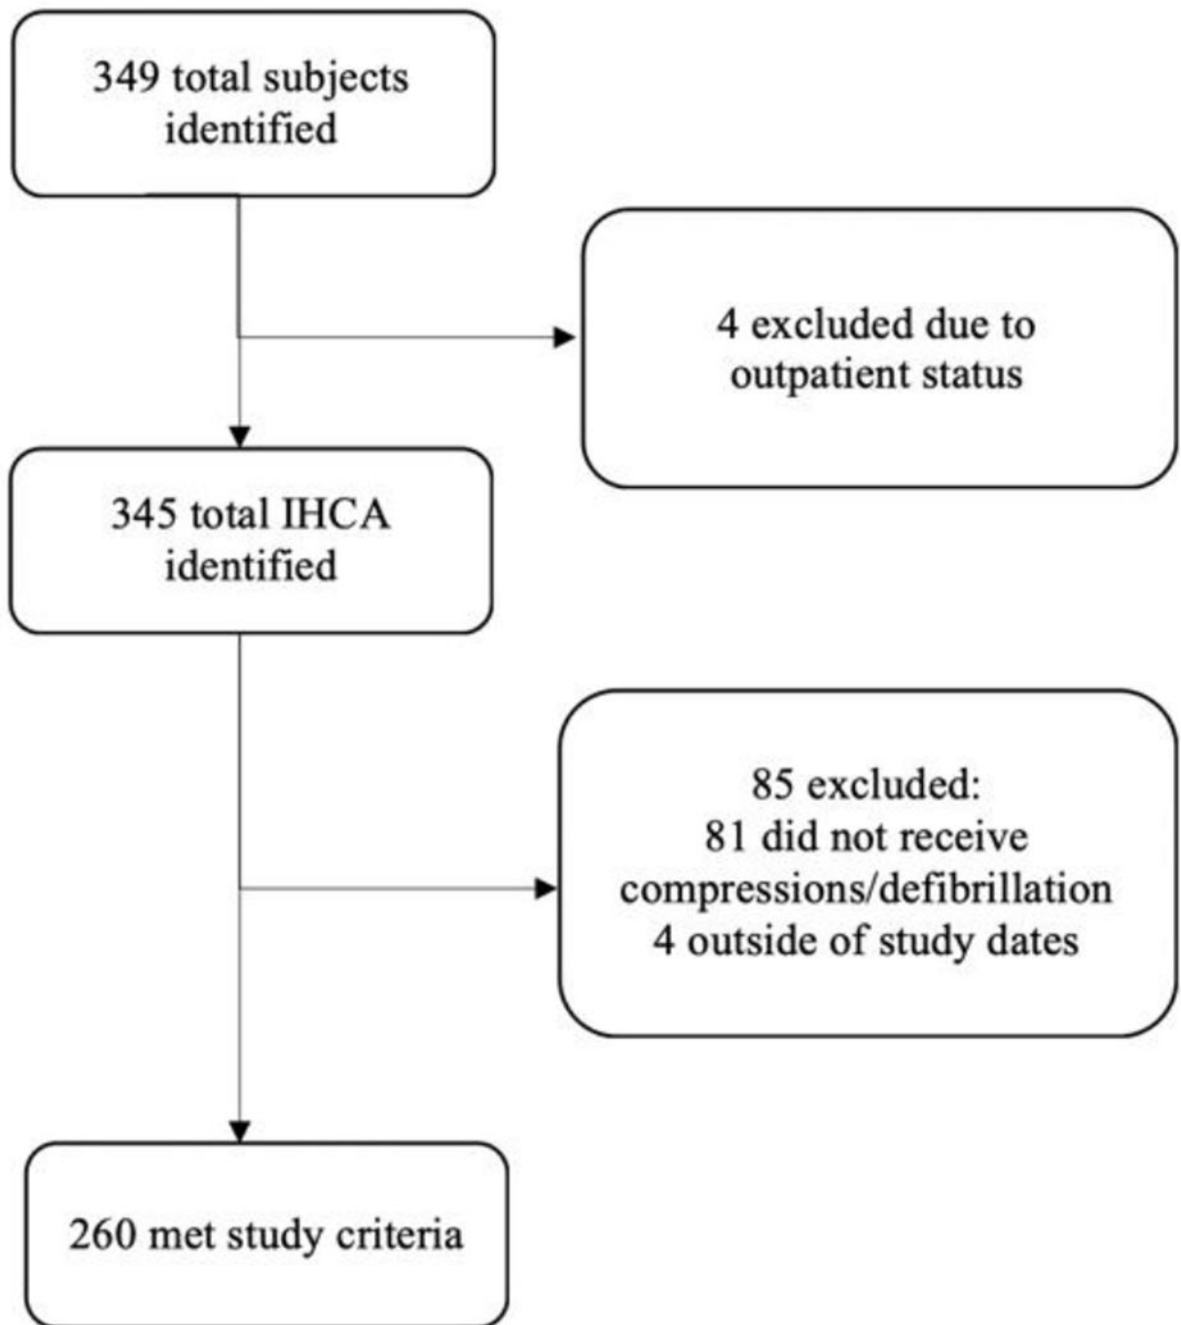 349 total subjects
identified
4 excluded due to
outpatient status
345 total IHCA
identified
85 excluded:
81 did not receive
compressions/defibrillation
4 outside of study dates
260 met study criteria